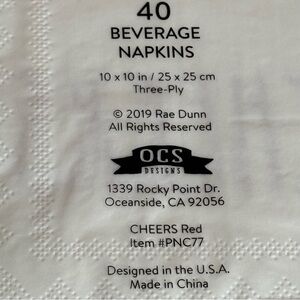 40
BEVERAGE
NAPKINS
10 x 10 in / 25 x 25 cm
Three-Ply
© 2019 Rae Dunn
All Rights Reserved
OCS
DESIGNS
1339 Rocky Point Dr.
Oceanside, CA 92056
CHEERS Red
Item #PNC77
Designed in the U.S.A.
Made in China